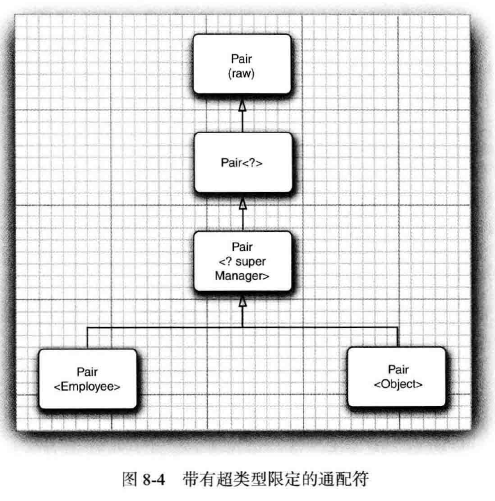 Pair
(raw)
Pair<?>
Pair
<? super
Manager>
Pair
<Employee>
Pair
<Object>
图 8-4 带有超类型限定的通配符